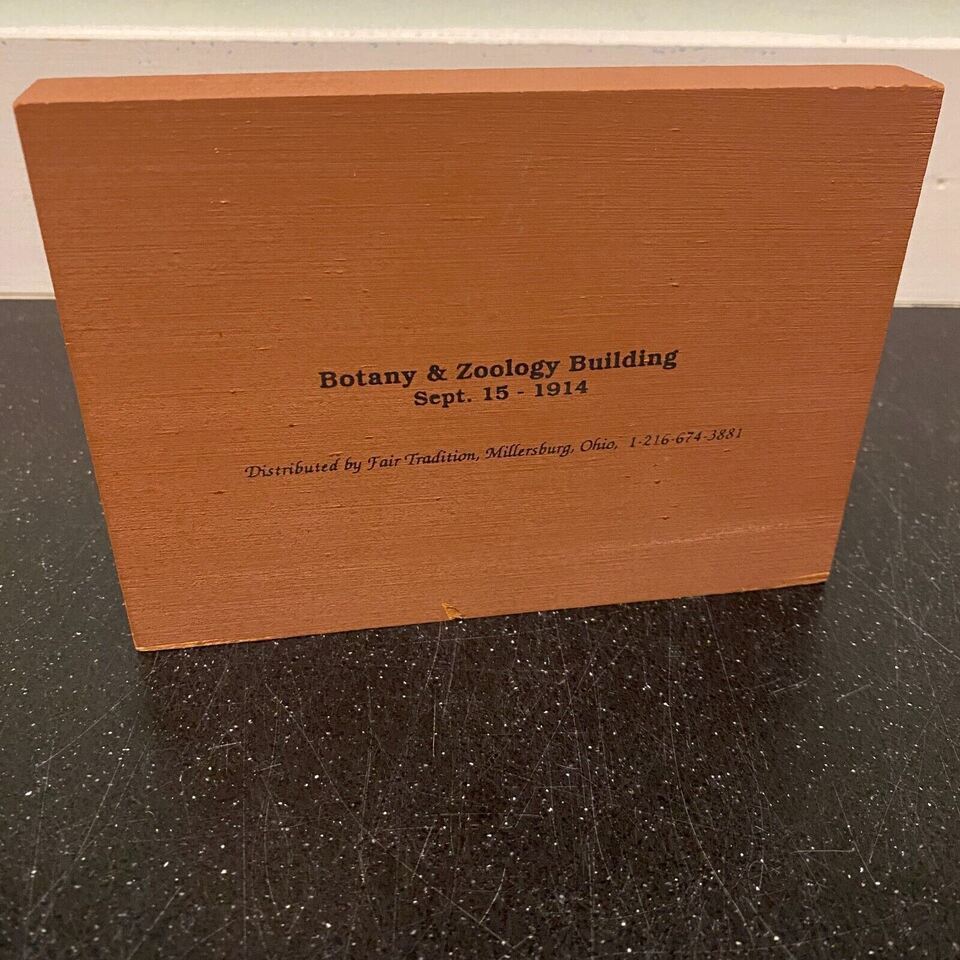 Botany & Zoology Building
Sept. 15 - 1914
Distributed by Fair Tradition, Millersburg, Ohio, 1-216-674-3881